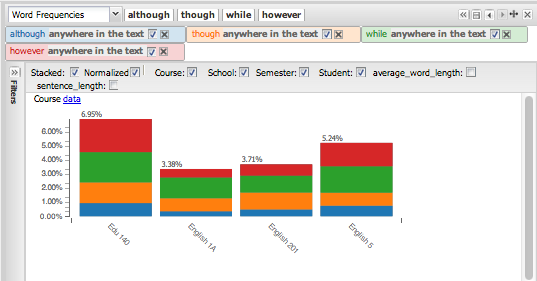 Word Frequencies although though while however
although anywhere in the text though anywhere in the text while anywhere in the text
however anywhere in the text
Filters
Stacked: Normalized Course: School: Semester: Student: average_word_length:
sentence_length:
Course data
6.95%
6.00%
5.00%
4.00%
3.00%
2.00%
1.00%
0.00%
3.38%
3.71%
5.24%
Edu 140
English 1A
English 201
English 5